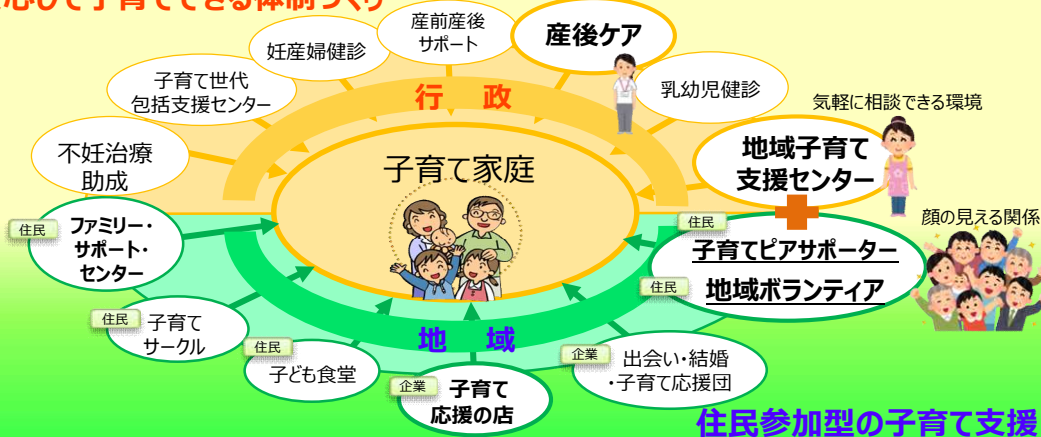 心して子育てできる体制づくり
産前産後
サポート
産後ケア
妊産婦健診
子育て世代
包括支援センター
乳幼児健診
行 政
気軽に相談できる環境
不妊治療
助成
子育て家庭
地域子育て
支援センター
住民
ファミリー・
サポート・
センター
顔の見える関係
住民
子育てピアサポーター
住民
地域ボランティア
住民
子育て
サークル
地 域
住民
子ども食堂
企業
出会い・結婚
・子育て応援団
企業
子育て
応援の店
住民参加型の子育て支援